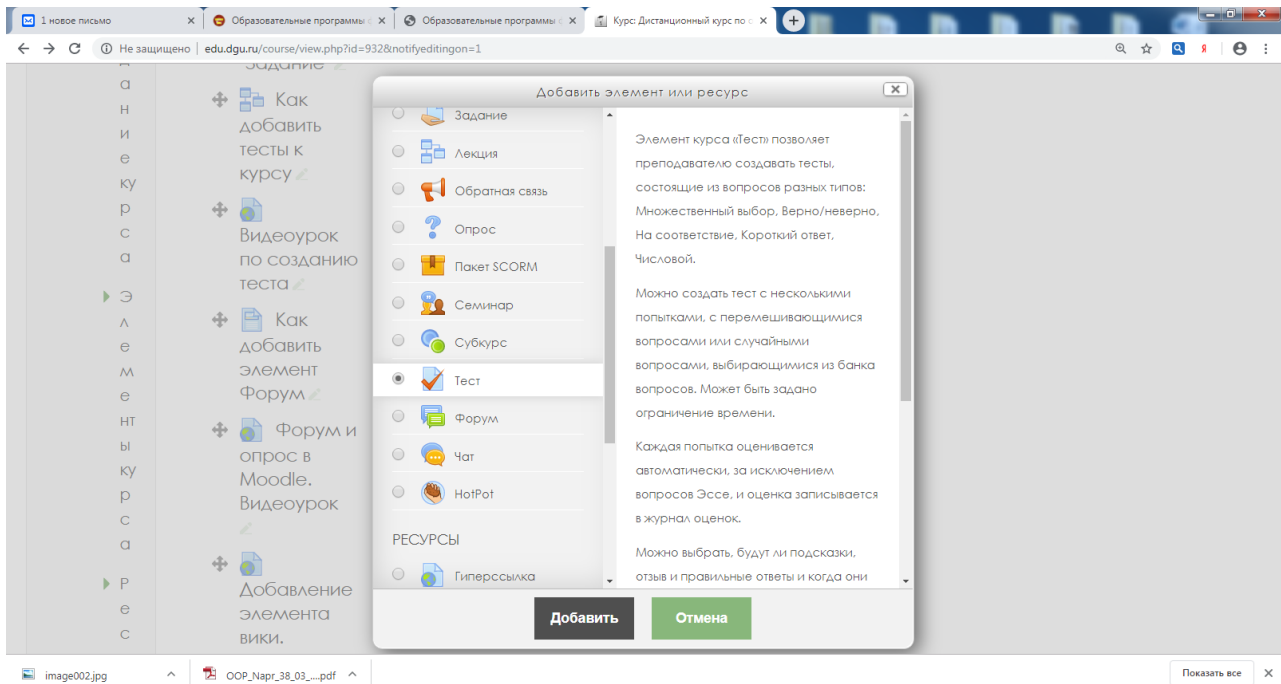 1 новое письмо
Образовательные программы с
Образовательные программы с
Курс: Дистанционный курс по с
Не защищено | edu.dgu.ru/course/view.php?id=932&notifyeditingon=1
Задание
а
н
и
е
ку
р
с
а
Э
л
е
м
е
нт
ы
ку
р
с
а
Р
е
с
Как
добавить
тесты к
курсу
Видеоурок
по созданию
теста
Как
добавить
элемент
Форум
Форум и
опрос в
Moodle.
Видеоурок
Добавление
элемента
вики.
Добавить элемент или ресурс
Задание
Лекция
Обратная связь
Опрос
Пакет SCORM
Семинар
Субкурс
Тест
Форум
Чат
HotPot
РЕСУРСЫ
Гиперссылка
Элемент курса «Тест» позволяет
преподавателю создавать тесты,
состоящие из вопросов разных типов:
Множественный выбор, Верно/неверно,
На соответствие, Короткий ответ,
Числовой.
Можно создать тест с несколькими
попытками, с перемешивающимися
вопросами или случайными
вопросами, выбирающимися из банка
вопросов. Может быть задано
ограничение времени.
Каждая попытка оценивается
автоматически, за исключением
вопросов Эссе, и оценка записывается
в журнал оценок.
Можно выбрать, будут ли подсказки,
отзыв и правильные ответы и когда они
Добавить
Отмена
image002.jpg
OOP_Napr_38_03_....pdf
Показать все